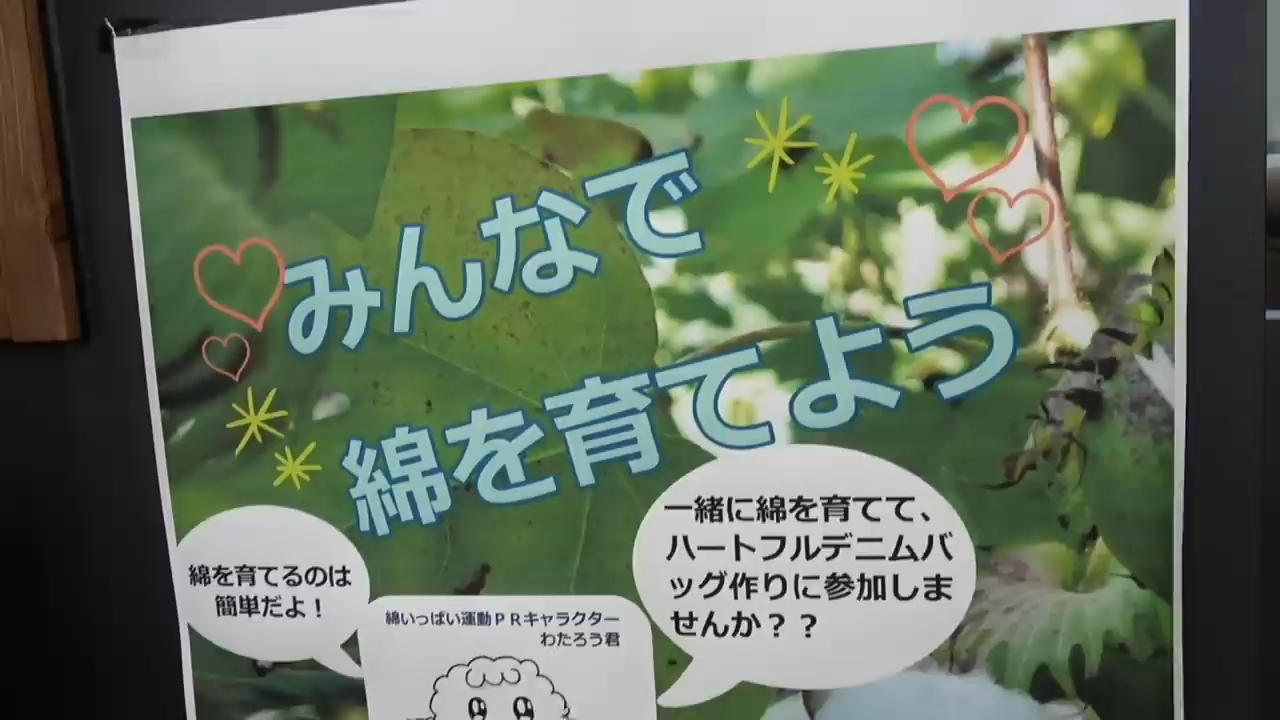 みんなで
綿を育てよう
一緒に綿を育てて、
ハートフルデニムバ
ッグ作りに参加しま
せんか？？
綿を育てるのは
簡単だよ！
綿いっぱい運動ＰＲキャラクター
わたろう君